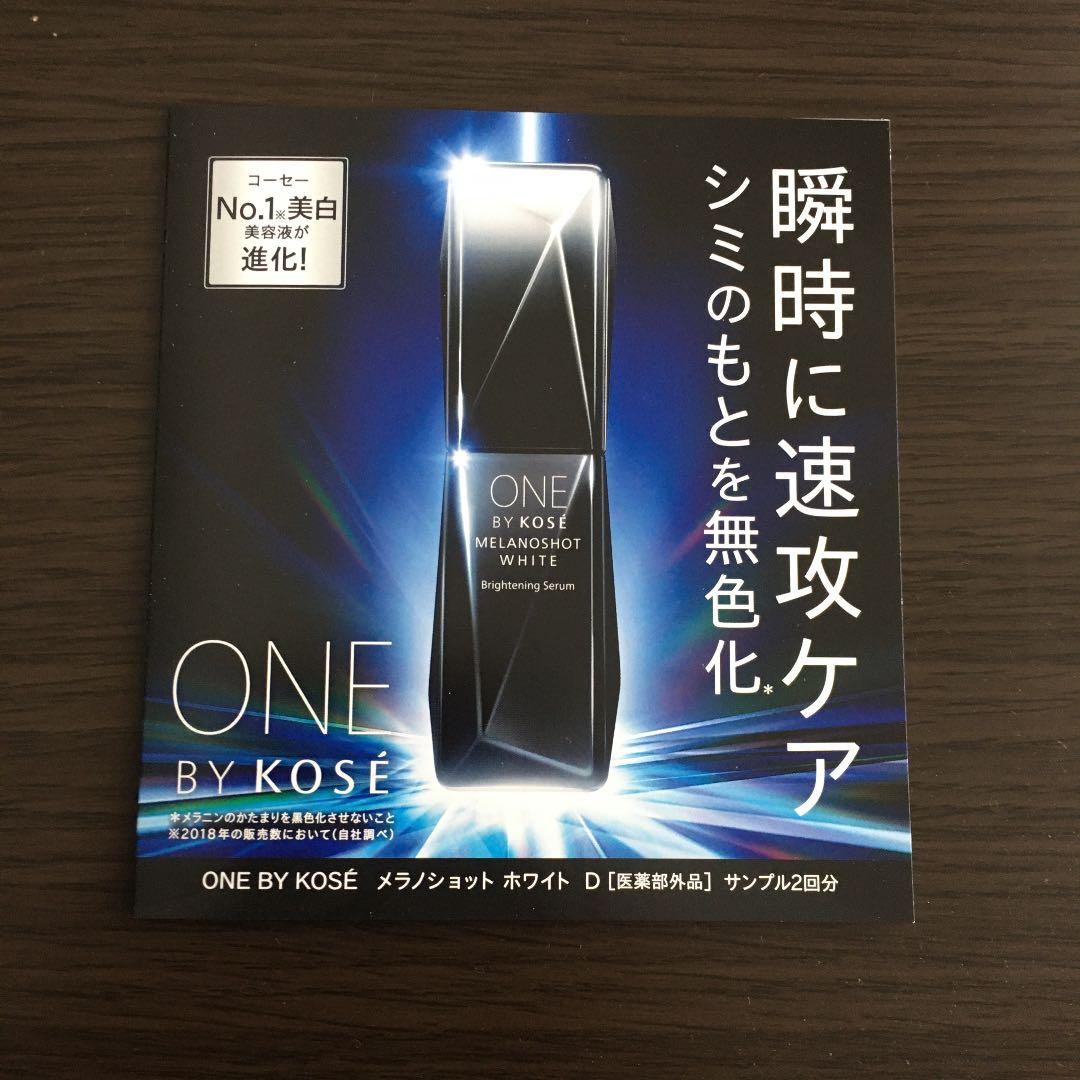 コーセー
No.1※美白
美容液が
進化!
瞬時に速攻ケア
シミのもとを無色化*
ONE
BY KOSÉ
MELANOSHOT
WHITE
Brightening Serum
ONE
BY KOSÉ
*メラニンのかたまりを黒色化させないこと
※2018年の販売数において(自社調べ)
ONE BY KOSÉ メラノショット ホワイト D [医薬部外品] サンプル2回分